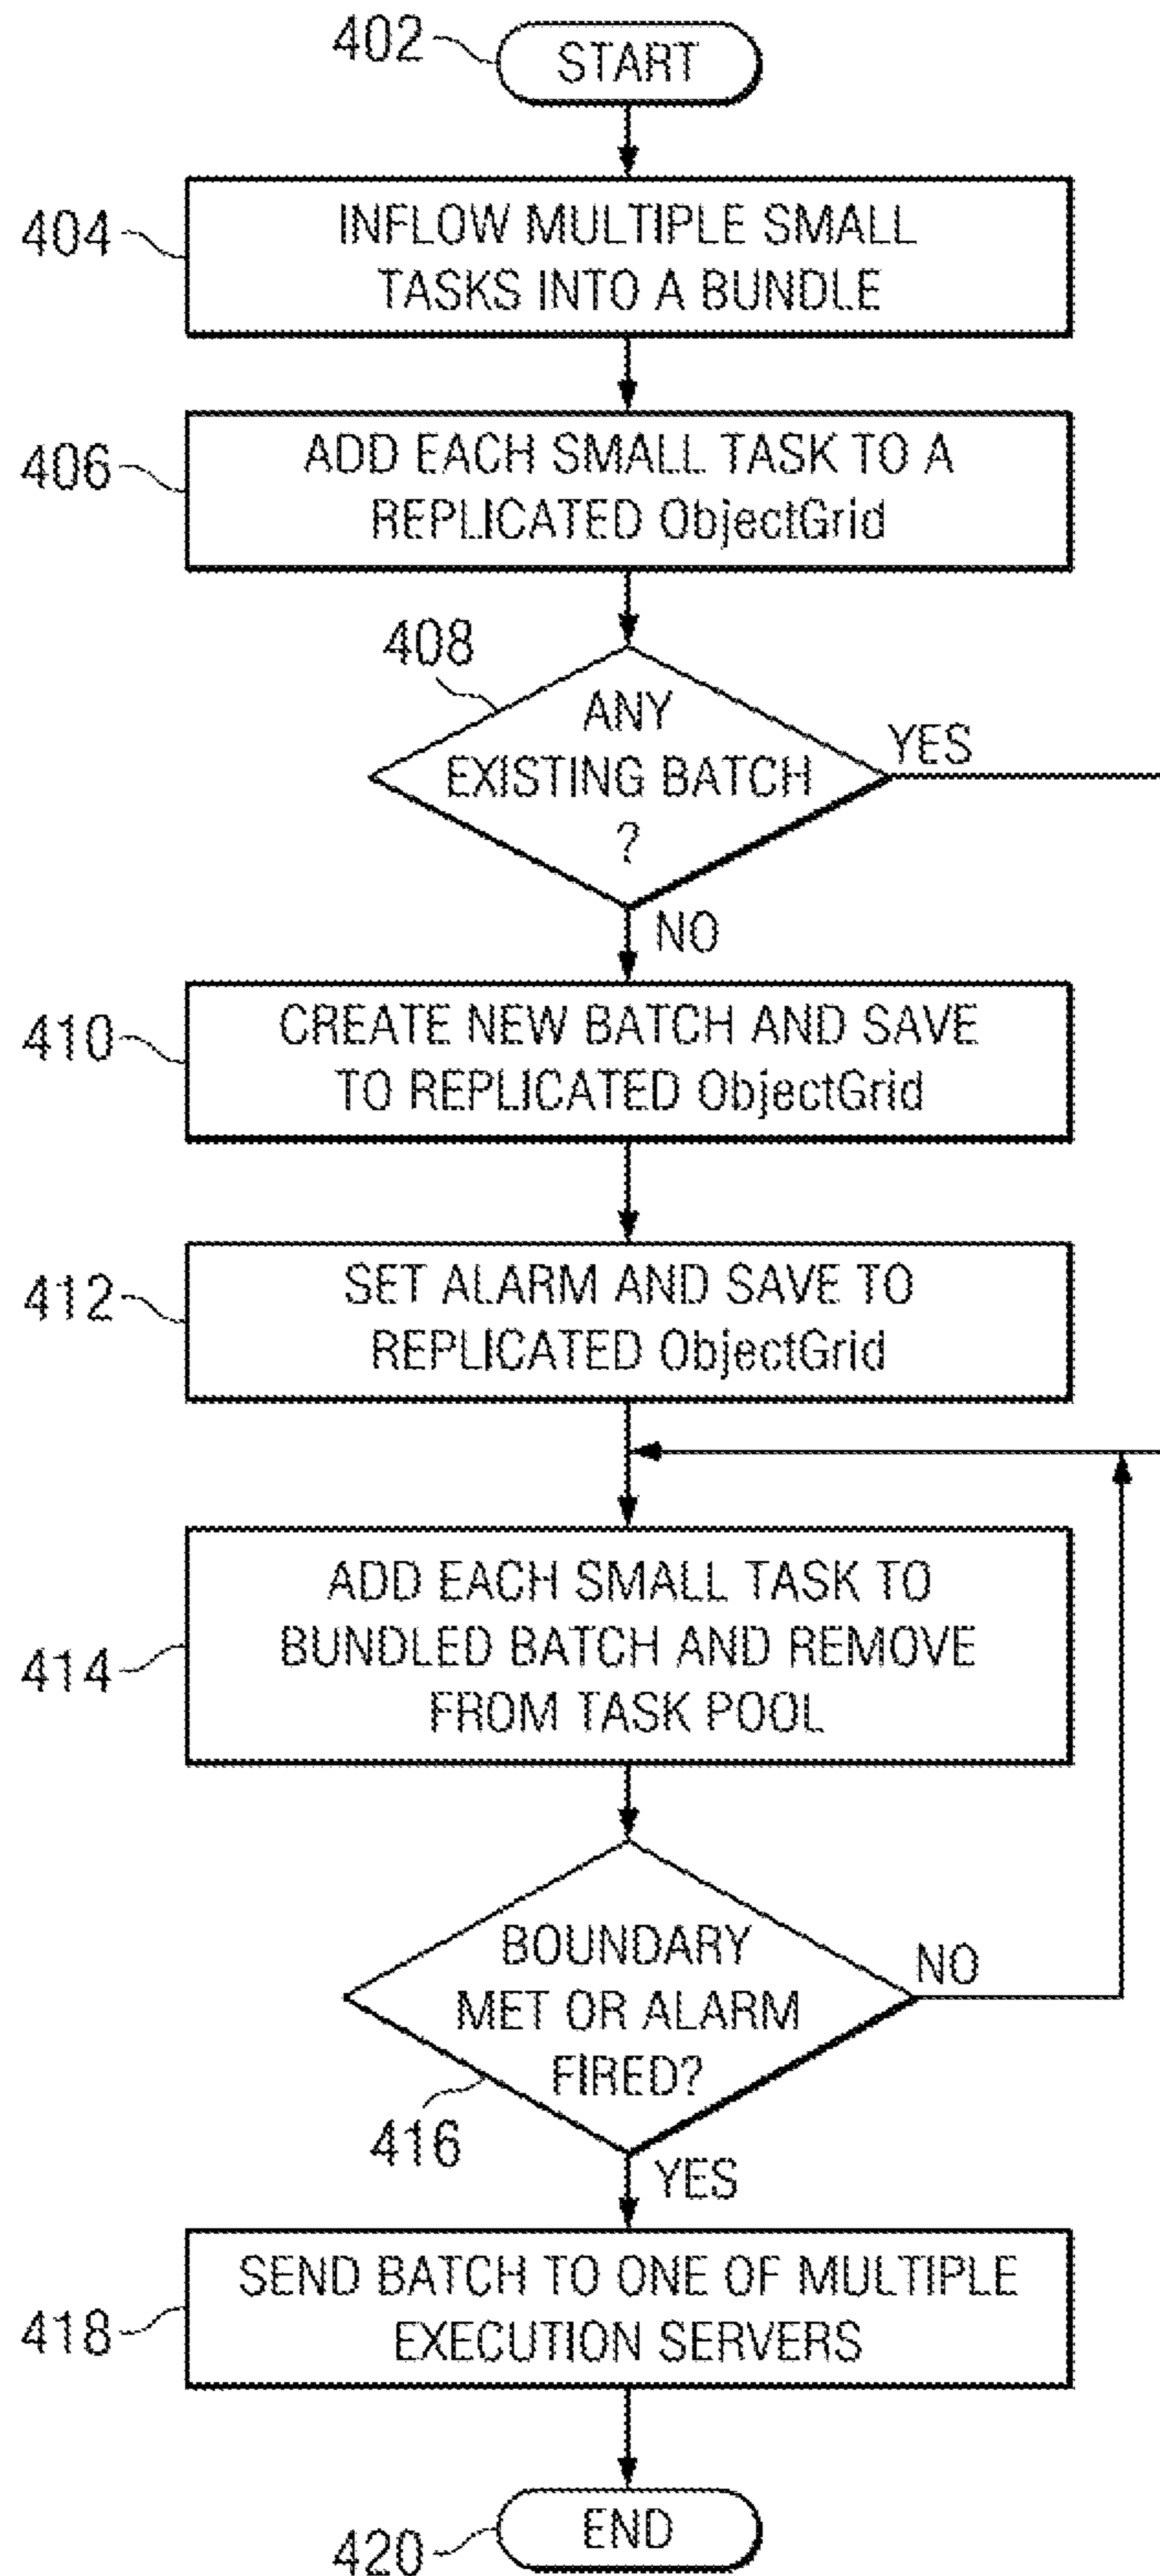 402
START
404
INFLOW MULTIPLE SMALL
TASKS INTO A BUNDLE
406
ADD EACH SMALL TASK TO A
REPLICATED ObjectGrid
408
ANY
EXISTING BATCH
?
YES
NO
410
CREATE NEW BATCH AND SAVE
TO REPLICATED ObjectGrid
412
SET ALARM AND SAVE TO
REPLICATED ObjectGrid
414
ADD EACH SMALL TASK TO
BUNDLED BATCH AND REMOVE
FROM TASK POOL
BOUNDARY
MET OR ALARM
FIRED?
NO
416
YES
418
SEND BATCH TO ONE OF MULTIPLE
EXECUTION SERVERS
420
END